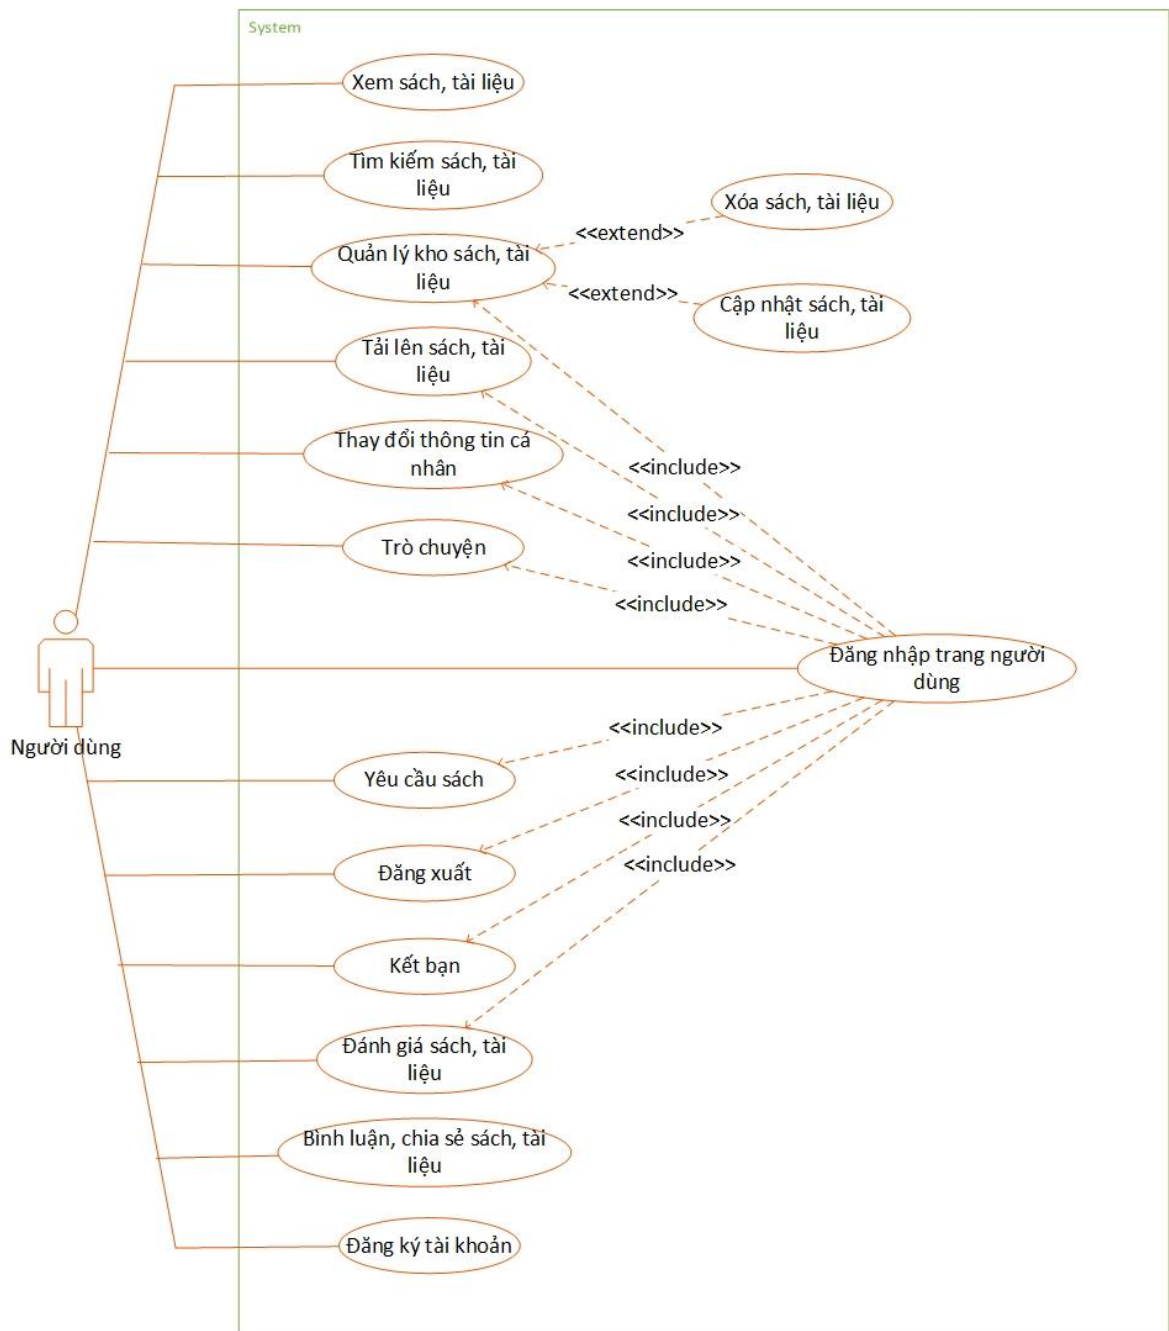 System
Xem sách, tài liệu
Tìm kiếm sách, tài
liệu
Xóa sách, tài liệu
<<extend>>
Quản lý kho sách, tài
liệu
<<extend>>
Cập nhật sách, tài
liệu
Tải lên sách, tài
liệu
Thay đổi thông tin cá
nhân
<<include>>
<<include>>
Trò chuyện
<<include>>
<<include>>
Đăng nhập trang người
dùng
Người dùng
<<include>>
Yêu cầu sách
<<include>>
<<include>>
Đăng xuất
<<include>>
Kết bạn
Đánh giá sách, tài
liệu
Bình luận, chia sẻ sách, tài
liệu
Đăng ký tài khoản